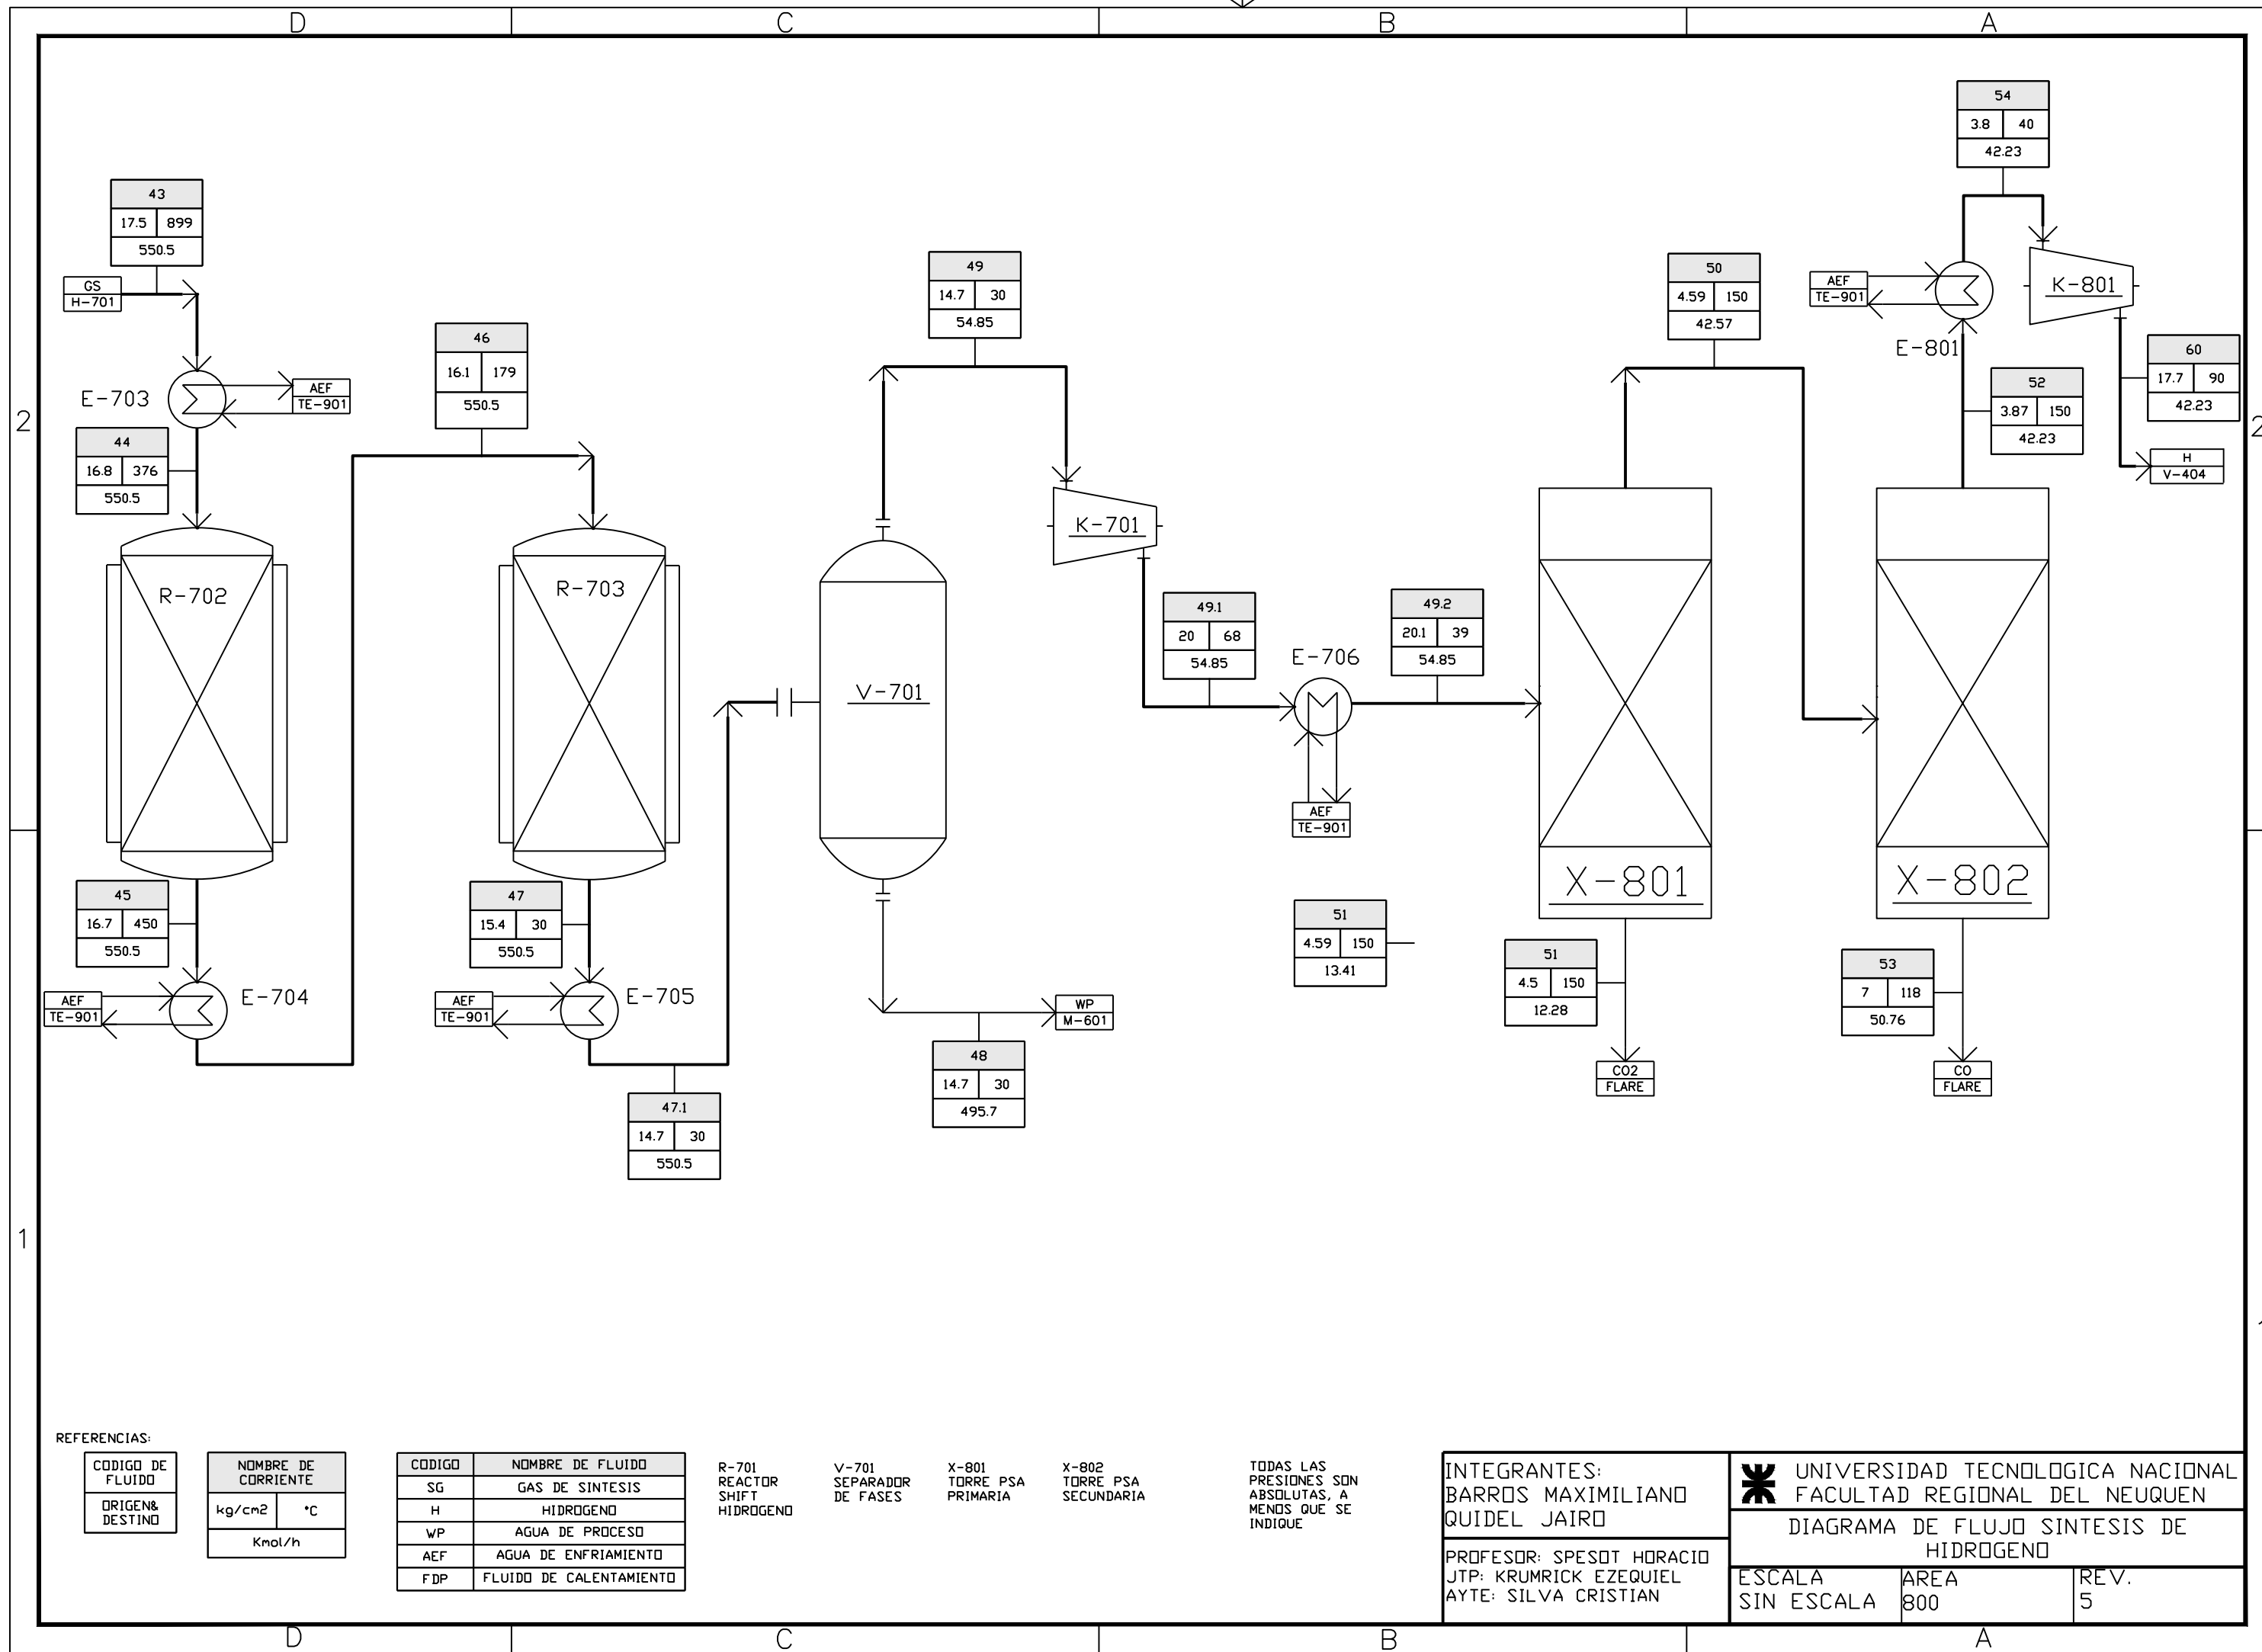 D C B A
54
3.8 40
42.23
43
17.5 899
550.5
GS
H-701
49
14.7 30
54.85
50
4.59 150
42.57
AEF
TE-901
K-801
E-801
46
16.1 179
550.5
60
17.7 90
42.23
52
3.87 150
42.23
E-703
AEF
TE-901
2
2
44
16.8 376
550.5
H
V-404
K-701
R-702
R-703
49.1
20 68
54.85
49.2
20.1 39
54.85
E-706
V-701
AEF
TE-901
X-801
X-802
45
16.7 450
550.5
47
15.4 30
550.5
51
4.59 150
13.41
51
4.5 150
12.28
53
7 118
50.76
AEF
TE-901
E-704
AEF
TE-901
E-705
WP
M-601
48
14.7 30
495.7
CO2
FLARE
CO
FLARE
47.1
14.7 30
550.5
1
REFERENCIAS:
CODIGO DE
FLUIDO
ORIGEN&
DESTINO
NOMBRE DE
CORRIENTE
kg/cm2 °C
Kmol/h
CODIGO NOMBRE DE FLUIDO
SG GAS DE SINTESIS
H HIDROGENO
WP AGUA DE PROCESO
AEF AGUA DE ENFRIAMIENTO
FDP FLUIDO DE CALENTAMIENTO
R-701
REACTOR
SHIFT
HIDROGENO
V-701
SEPARADOR
DE FASES
X-801
TORRE PSA
PRIMARIA
X-802
TORRE PSA
SECUNDARIA
TODAS LAS
PRESIONES SON
ABSOLUTAS, A
MENOS QUE SE
INDIQUE
INTEGRANTES:
BARROS MAXIMILIANO
QUIDEL JAIRO
PROFESOR: SPESOT HORACIO
JTP: KRUMRICK EZEQUIEL
AYTE: SILVA CRISTIAN
UNIVERSIDAD TECNOLOGICA NACIONAL
FACULTAD REGIONAL DEL NEUQUEN
DIAGRAMA DE FLUJO SINTESIS DE
HIDROGENO
ESCALA
SIN ESCALA
AREA
800
REV.
5
D C B A